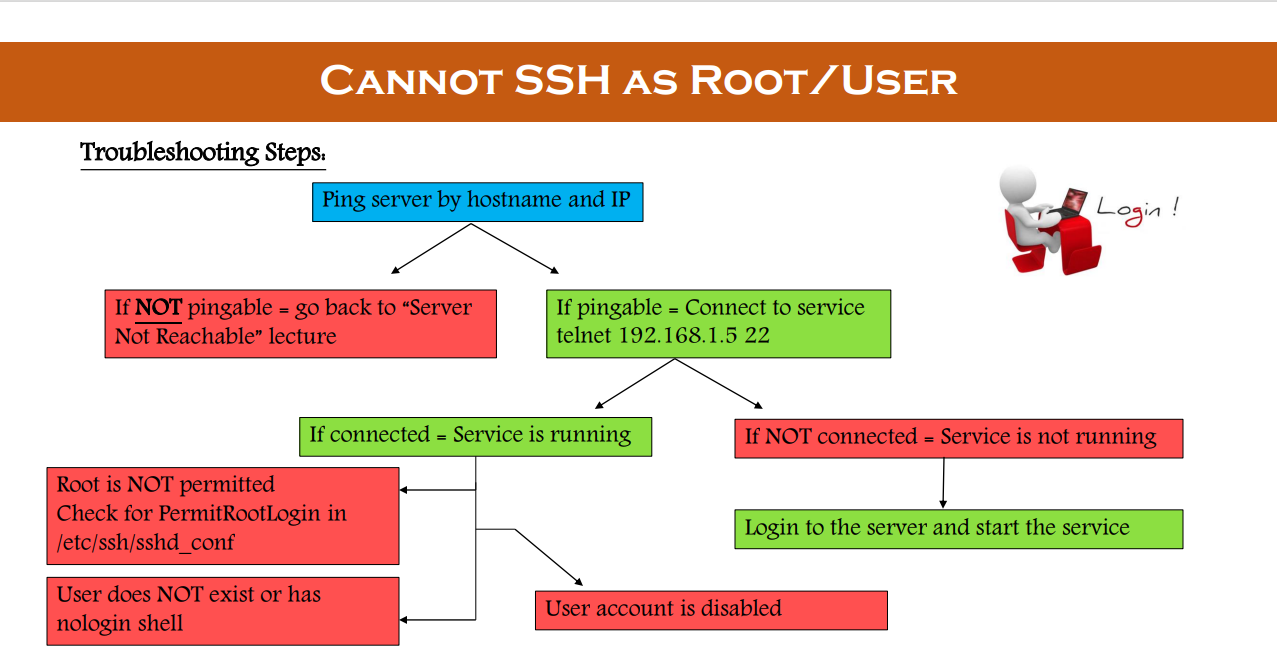 CANNOT SSH AS ROOT/USER
Troubleshooting Steps:
Login !
Ping server by hostname and IP
If NOT pingable = go back to “Server
Not Reachable” lecture
If pingable = Connect to service
telnet 192.168.1.5 22
If connected = Service is running
If NOT connected = Service is not running
Root is NOT permitted
Check for PermitRootLogin in
/etc/ssh/sshd_conf
Login to the server and start the service
User does NOT exist or has
nologin shell
User account is disabled